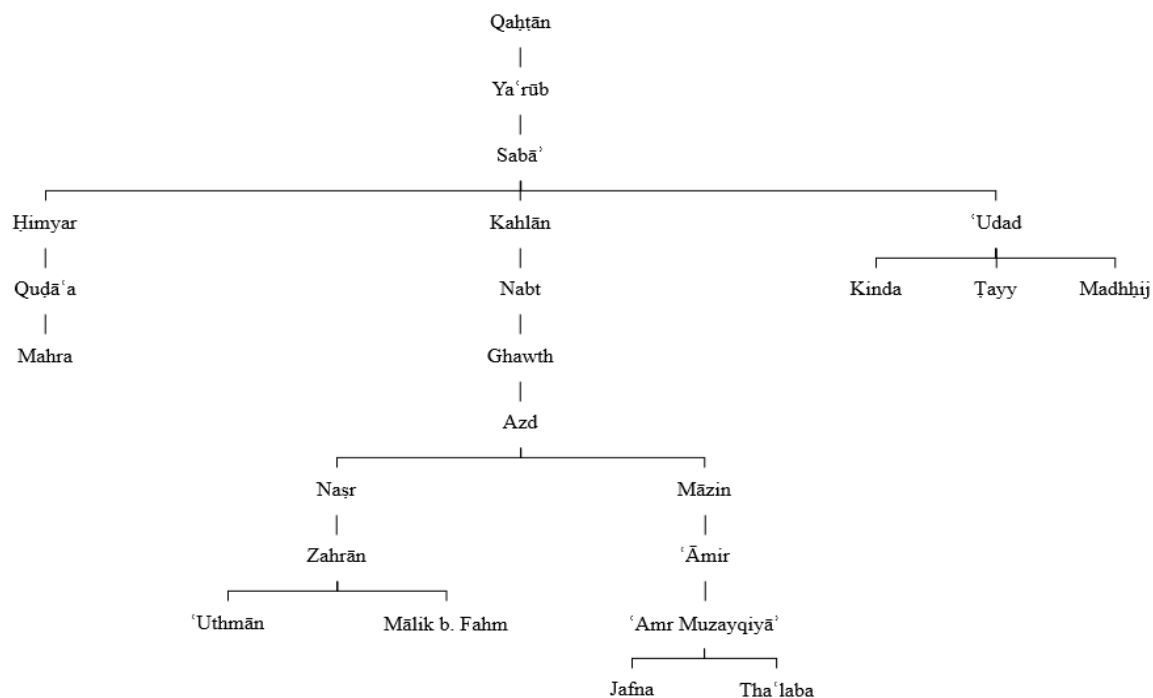 Qaḥṭān
Yaʿrūb
Sabāʾ
Ḥimyar Kahlān ʿUdad
Quḍāʿa Nabt Kinda Ṭayy Madhḥij
Mahra Ghawth
Azd
Naṣr Māzin
Zahrān ʿĀmir
ʿUthmān Mālik b. Fahm ʿAmr Muzayqiyāʾ
Jafna Thaʿlaba